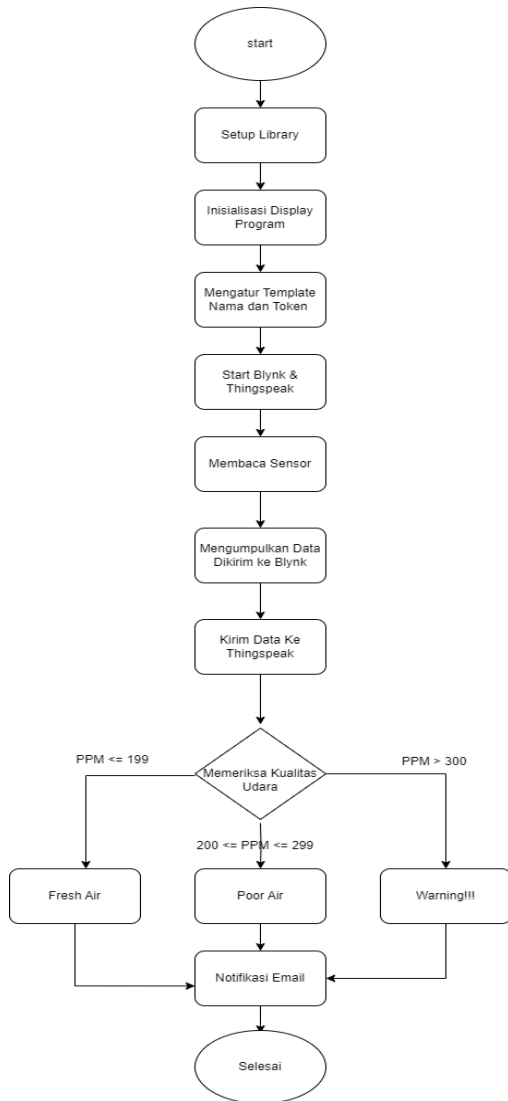 start
Setup Library
Inisialisasi Display
Program
Mengatur Template
Nama dan Token
Start Blynk &
Thingspeak
Membaca Sensor
Mengumpulkan Data
Dikirim ke Blynk
Kirim Data Ke
Thingspeak
Memeriksa Kualitas
Udara
PPM <= 199
200 <= PPM <= 299
PPM > 300
Fresh Air
Poor Air
Warning!!!
Notifikasi Email
Selesai